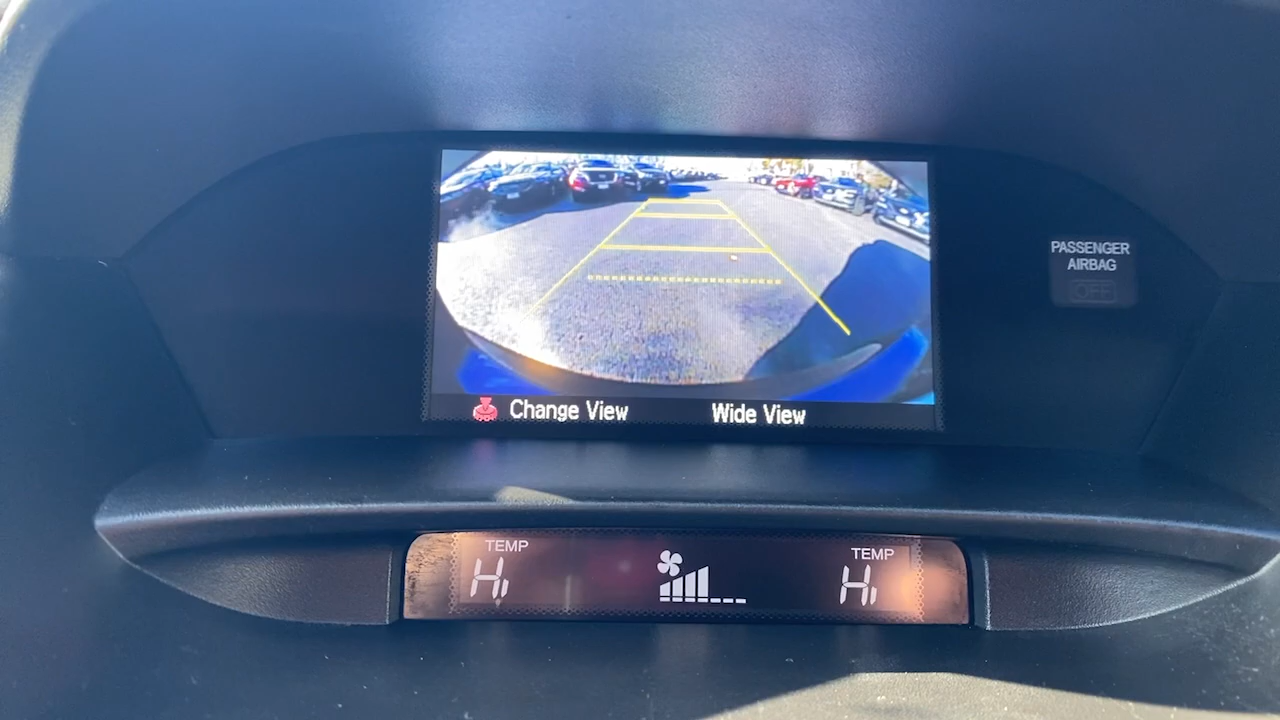 PASSENGER
AIRBAG
OFF
Change View
Wide View
TEMP
Hi
TEMP
Hi